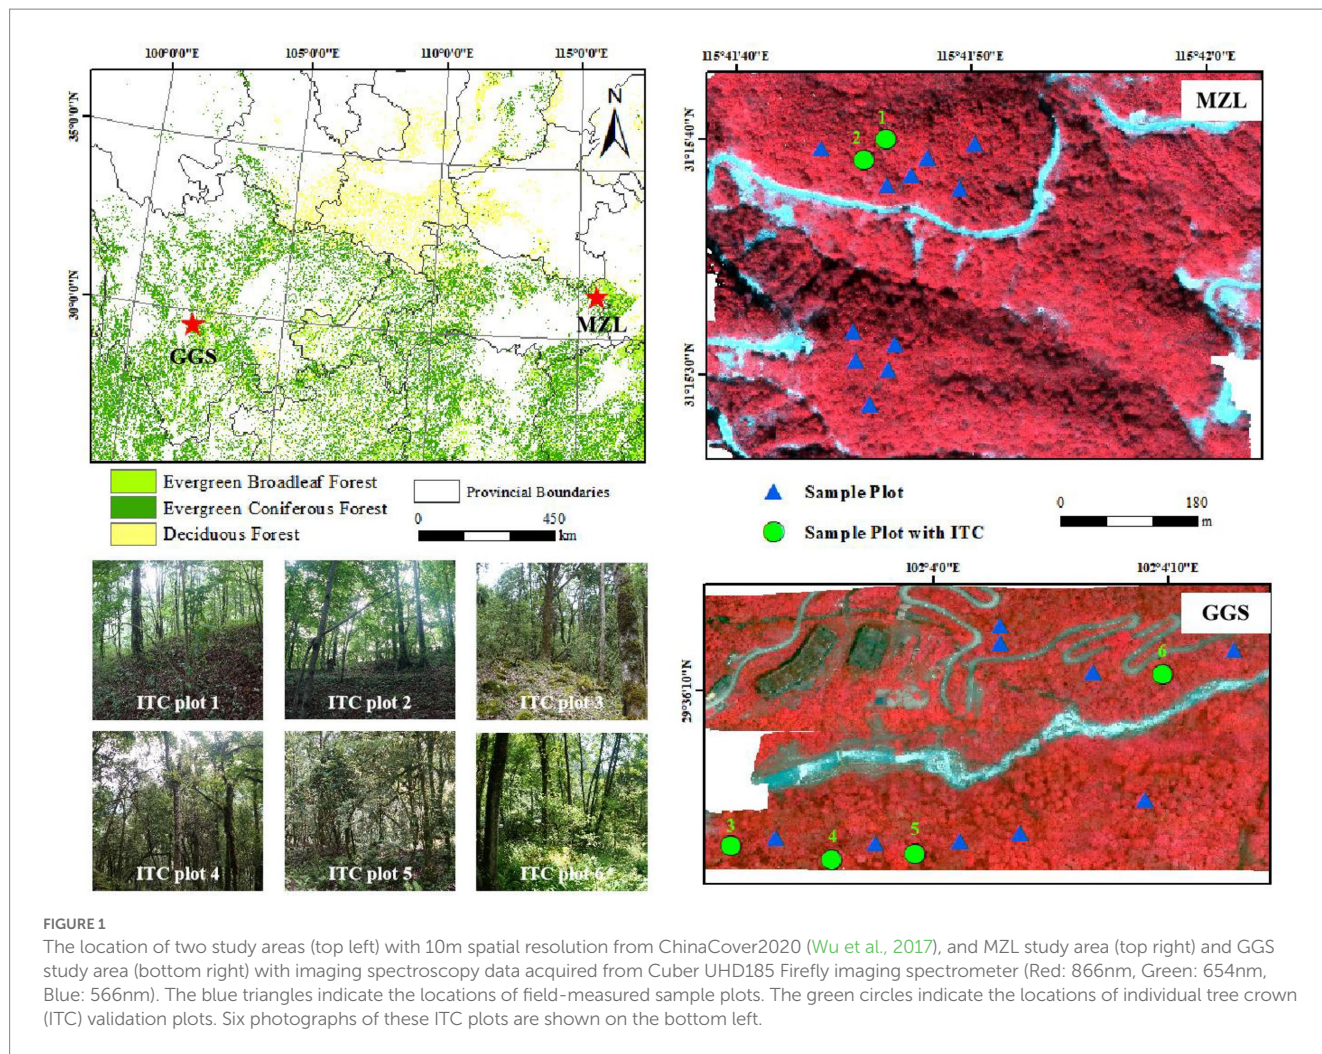 100°0'0"E
105°0'0"E
110°0'0"E
115°0'0"E
35°0'0"N
30°0'0"N
N
GGS
MZL
Evergreen Broadleaf Forest
Evergreen Coniferous Forest
Deciduous Forest
Provincial Boundaries
0 450
km
115°41'40"E
115°41'50"E
115°42'0"E
31°15'40"N
31°15'30"N
MZL
1
2
Sample Plot
Sample Plot with ITC
0 180
m
ITC plot 1
ITC plot 2
ITC plot 3
ITC plot 4
ITC plot 5
ITC plot 6
102°4'0"E
102°4'10"E
29°36'10"N
GGS
6
3
4
5
FIGURE 1
The location of two study areas (top left) with 10m spatial resolution from ChinaCover2020 (Wu et al., 2017), and MZL study area (top right) and GGS
study area (bottom right) with imaging spectroscopy data acquired from Cuber UHD185 Firefly imaging spectrometer (Red: 866nm, Green: 654nm,
Blue: 566nm). The blue triangles indicate the locations of field-measured sample plots. The green circles indicate the locations of individual tree crown
(ITC) validation plots. Six photographs of these ITC plots are shown on the bottom left.